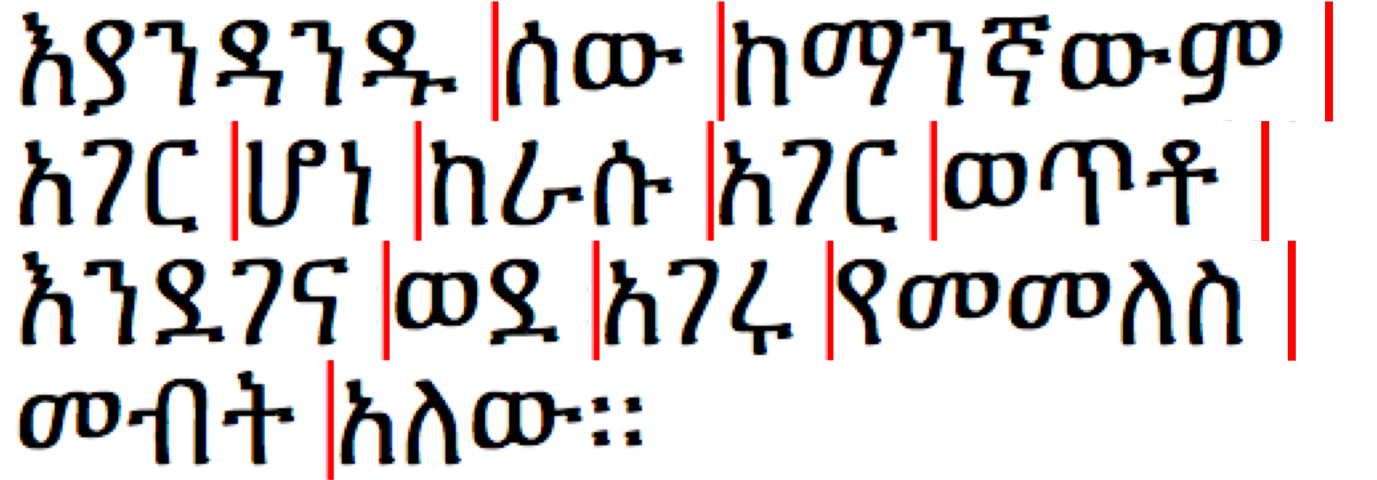 እያንዳንዱ ሰው ከማንኛውም
አገር ሆነ ከራሱ አገር ወጥቶ
እንደገና ወደ አገሩ የመመለስ
መብት አለው።